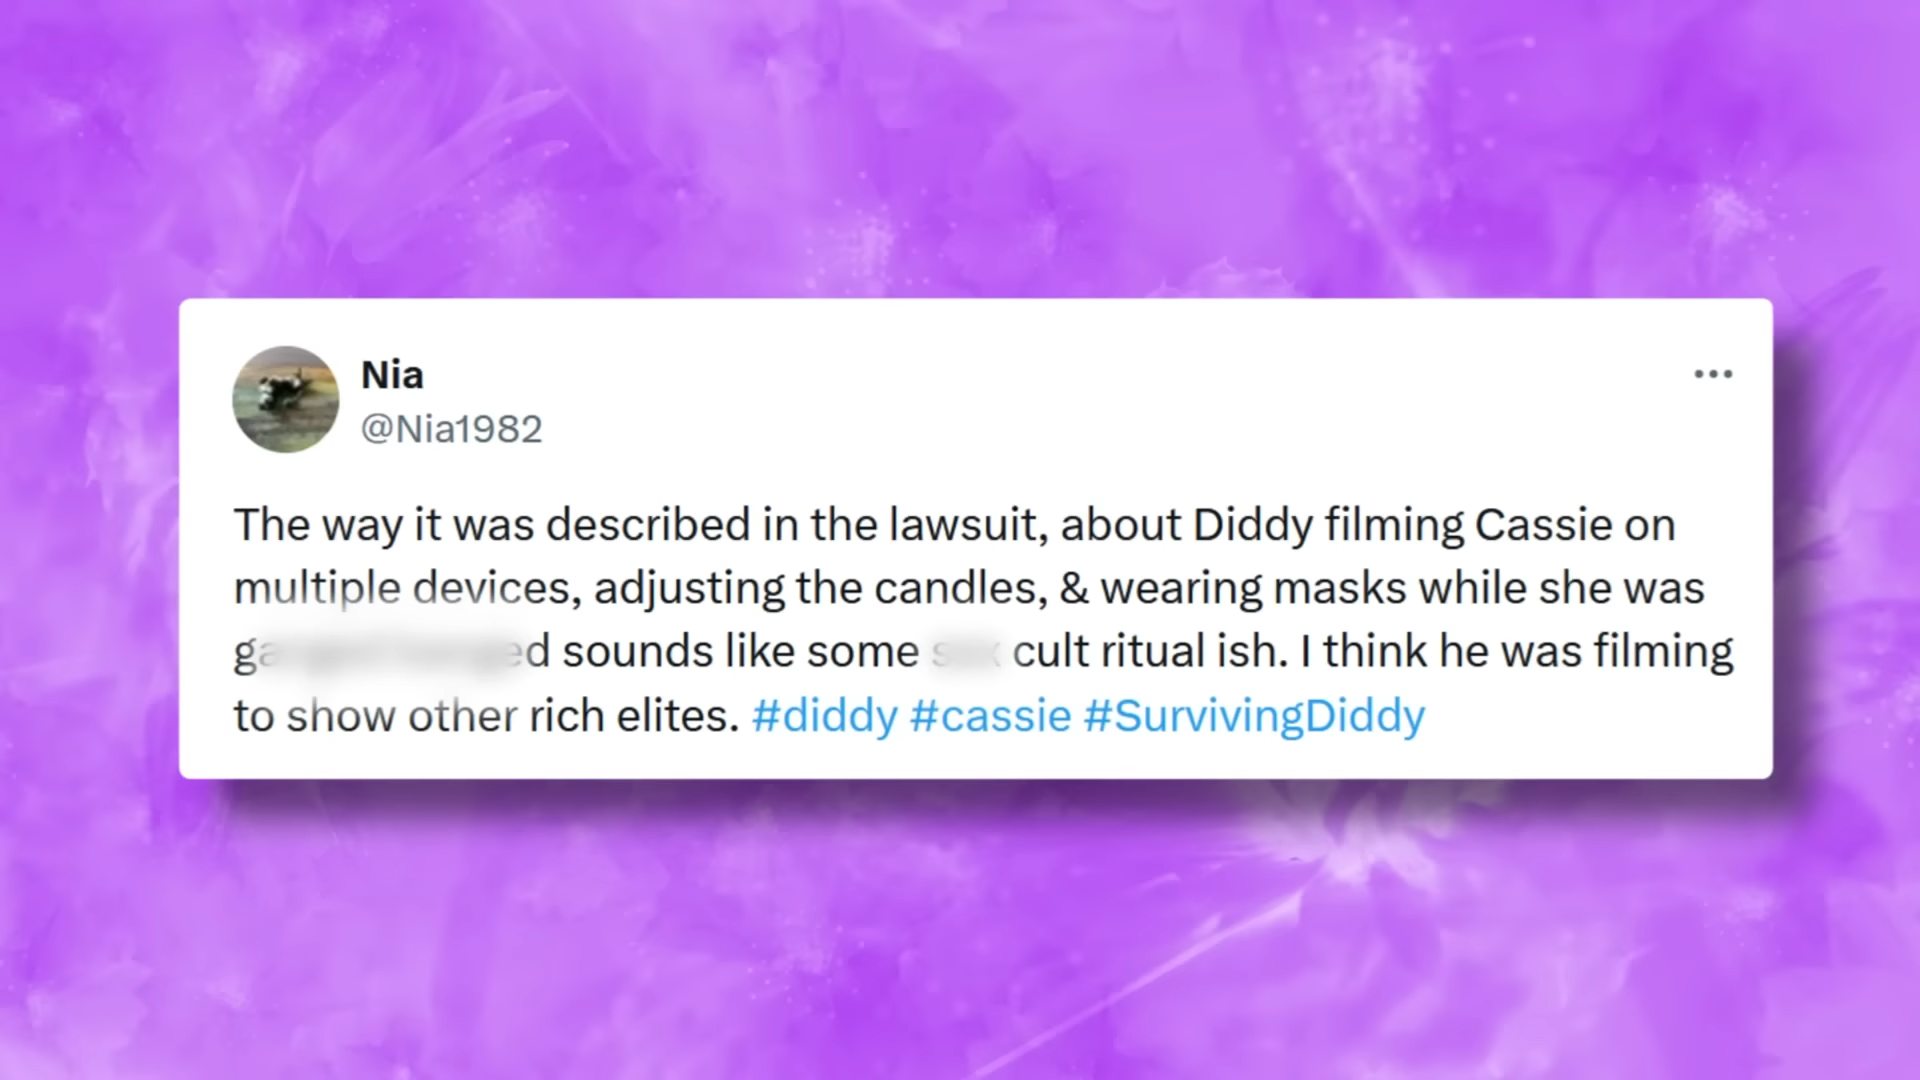 Nia
@Nia1982
The way it was described in the lawsuit, about Diddy filming Cassie on
multiple devices, adjusting the candles, & wearing masks while she was
sounds like some cult ritual ish. I think he was filming
to show other rich elites. #diddy #cassie #SurvivingDiddy